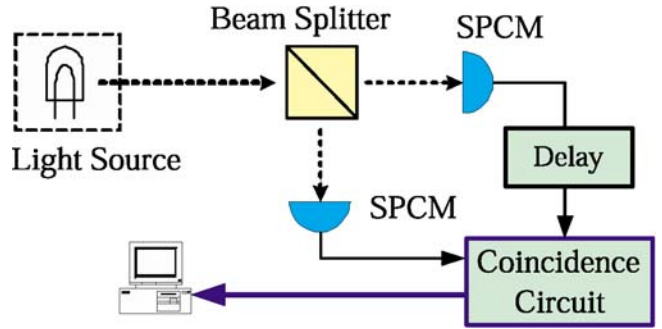 Beam Splitter
SPCM
Light Source
Delay
SPCM
Coincidence
Circuit